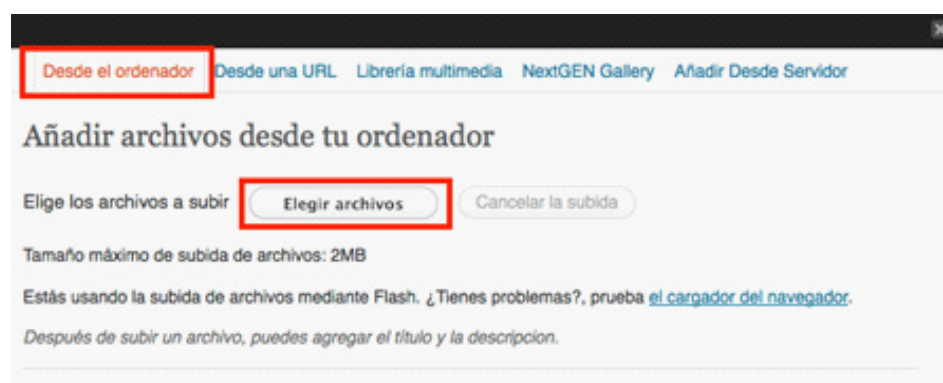 Desde el ordenador Desde una URL Librería multimedia NextGEN Gallery Añadir Desde Servidor
Añadir archivos desde tu ordenador
Elige los archivos a subir Elegir archivos Cancelar la subida
Tamaño máximo de subida de archivos: 2MB
Estás usando la subida de archivos mediante Flash. ¿Tienes problemas?, prueba el cargador del navegador.
Después de subir un archivo, puedes agregar el título y la descripcion.